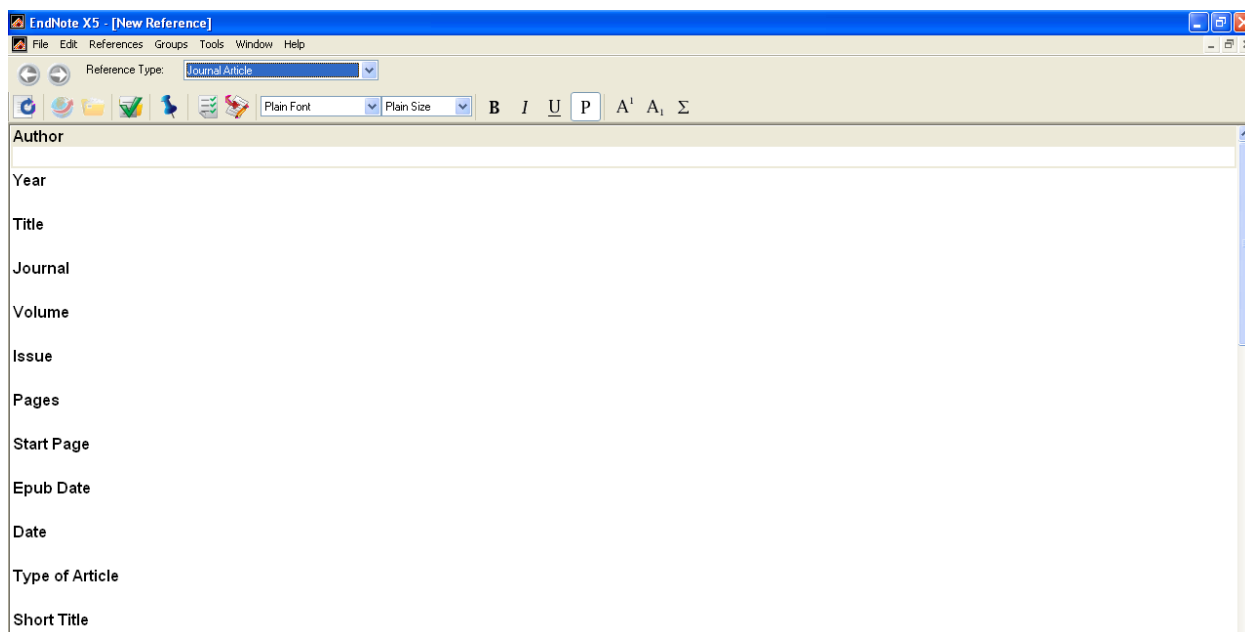 EndNote X5 - [New Reference]
File Edit References Groups Tools Window Help
Reference Type: Journal Article
Plain Font Plain Size B I U P A¹ A₁ Σ
Author
Year
Title
Journal
Volume
Issue
Pages
Start Page
Epub Date
Date
Type of Article
Short Title